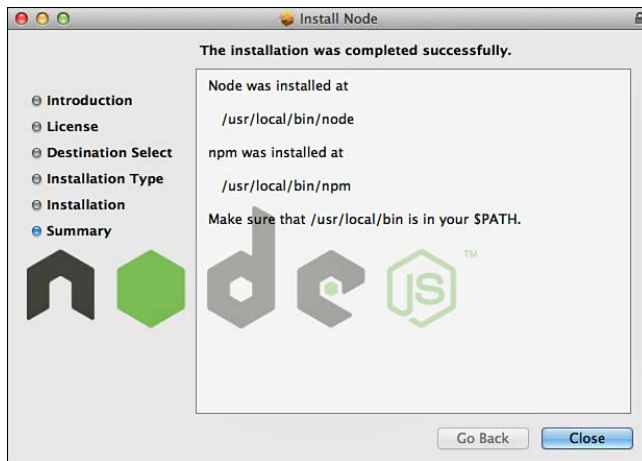 Install Node
The installation was completed successfully.
Introduction
License
Destination Select
Installation Type
Installation
Summary
Node was installed at
/usr/local/bin/node
npm was installed at
/usr/local/bin/npm
Make sure that /usr/local/bin is in your $PATH.
node JS ™
Go Back
Close